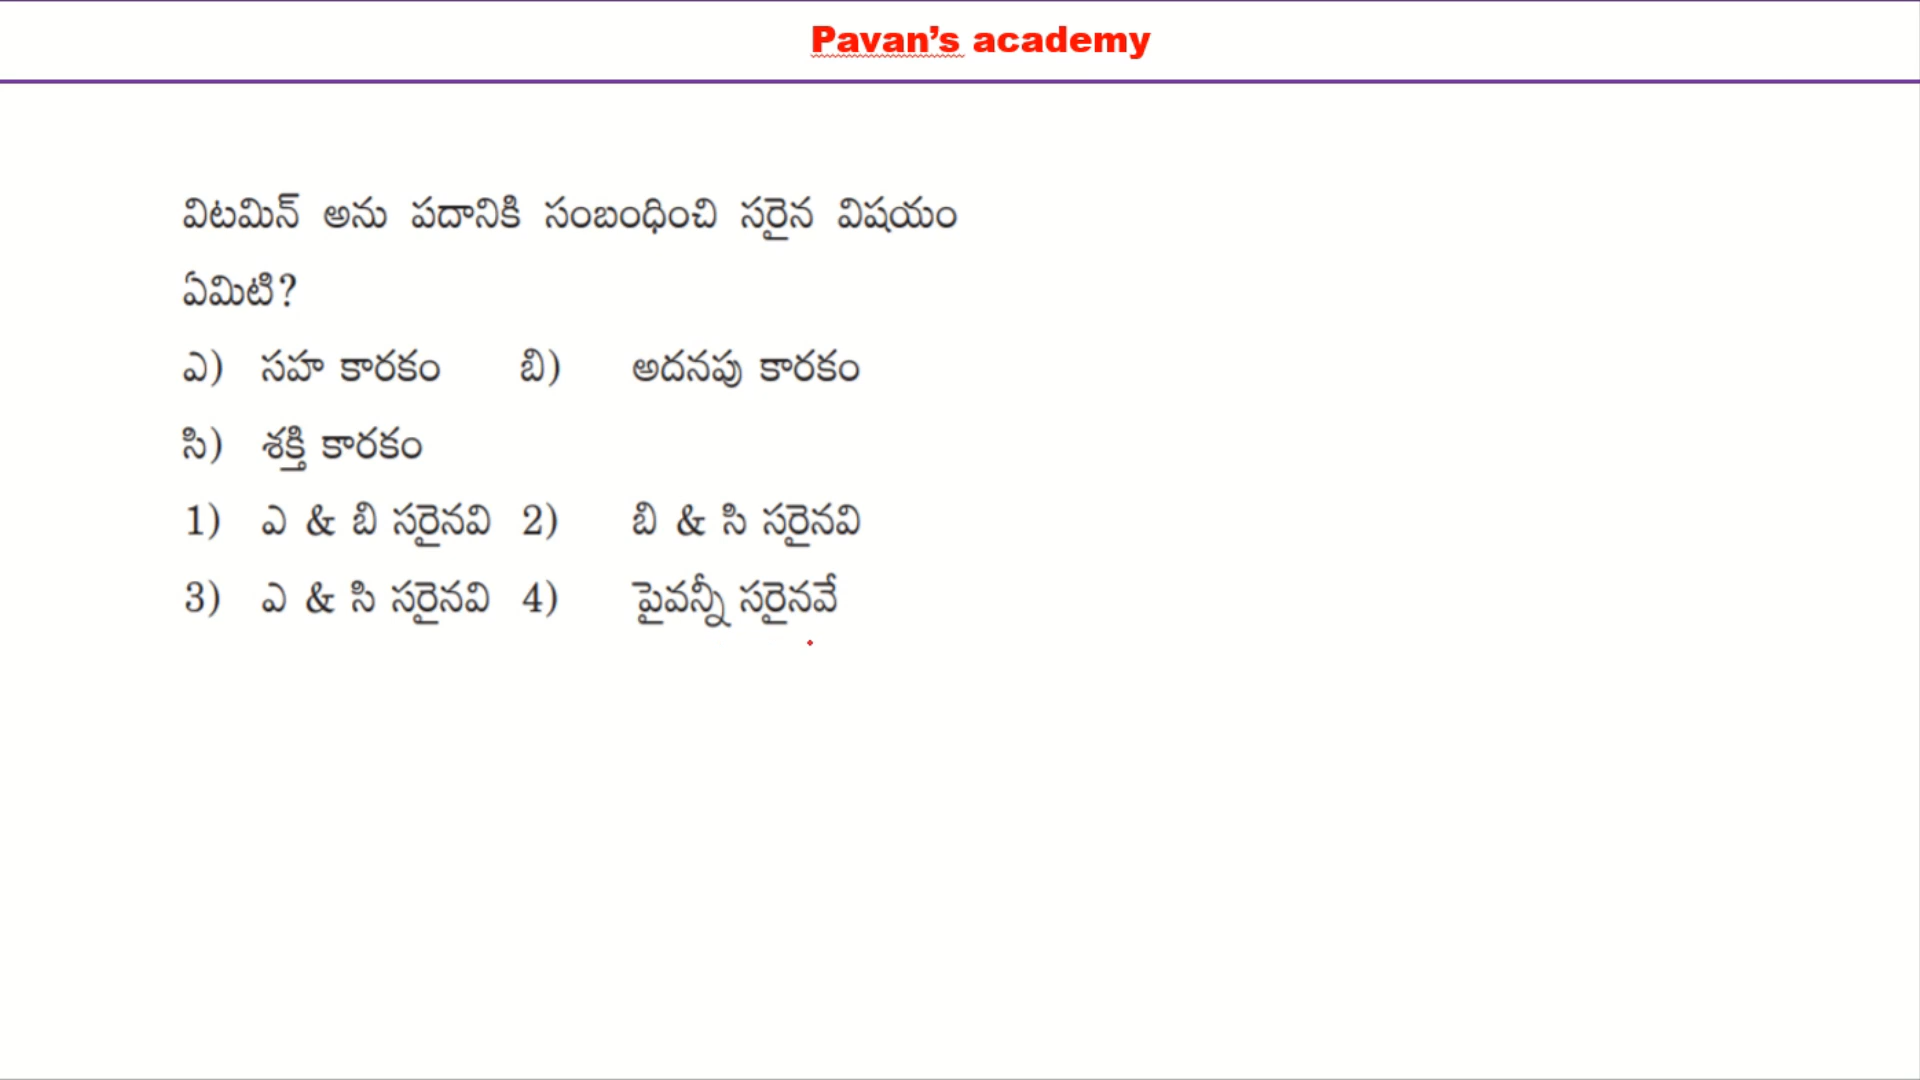 Pavan’s academy
విటమిన్ అను పదానికి సంబంధించి సరైన విషయం
ఏమిటి?
ఎ) సహ కారకం బి) అదనపు కారకం
సి) శక్తి కారకం
1) ఎ & బి సరైనవి 2) బి & సి సరైనవి
3) ఎ & సి సరైనవి 4) పైవన్నీ సరైనవే